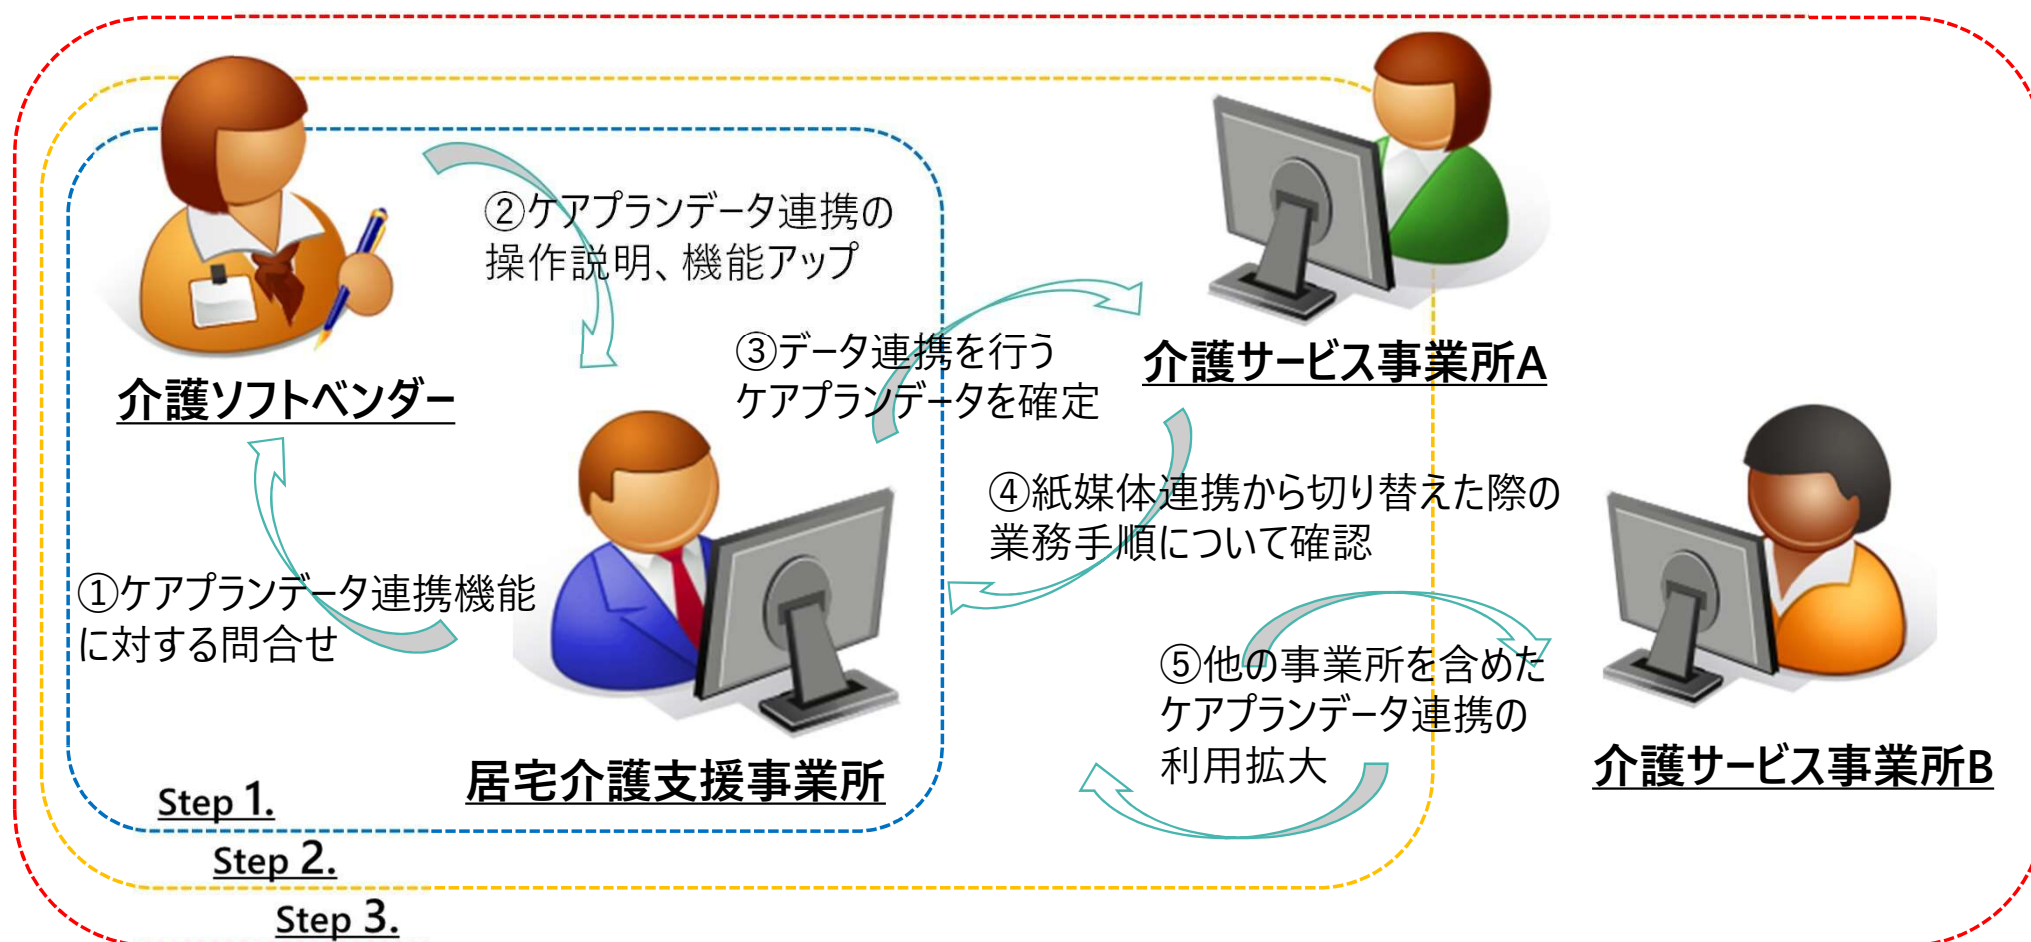 ②ケアプランデータ連携の
操作説明、機能アップ
介護ソフトベンダー
③データ連携を行う
ケアプランデータを確定
介護サービス事業所A
④紙媒体連携から切り替えた際の
業務手順について確認
①ケアプランデータ連携機能
に対する問合せ
⑤他の事業所を含めた
ケアプランデータ連携の
利用拡大
居宅介護支援事業所
介護サービス事業所B
Step 1.
Step 2.
Step 3.